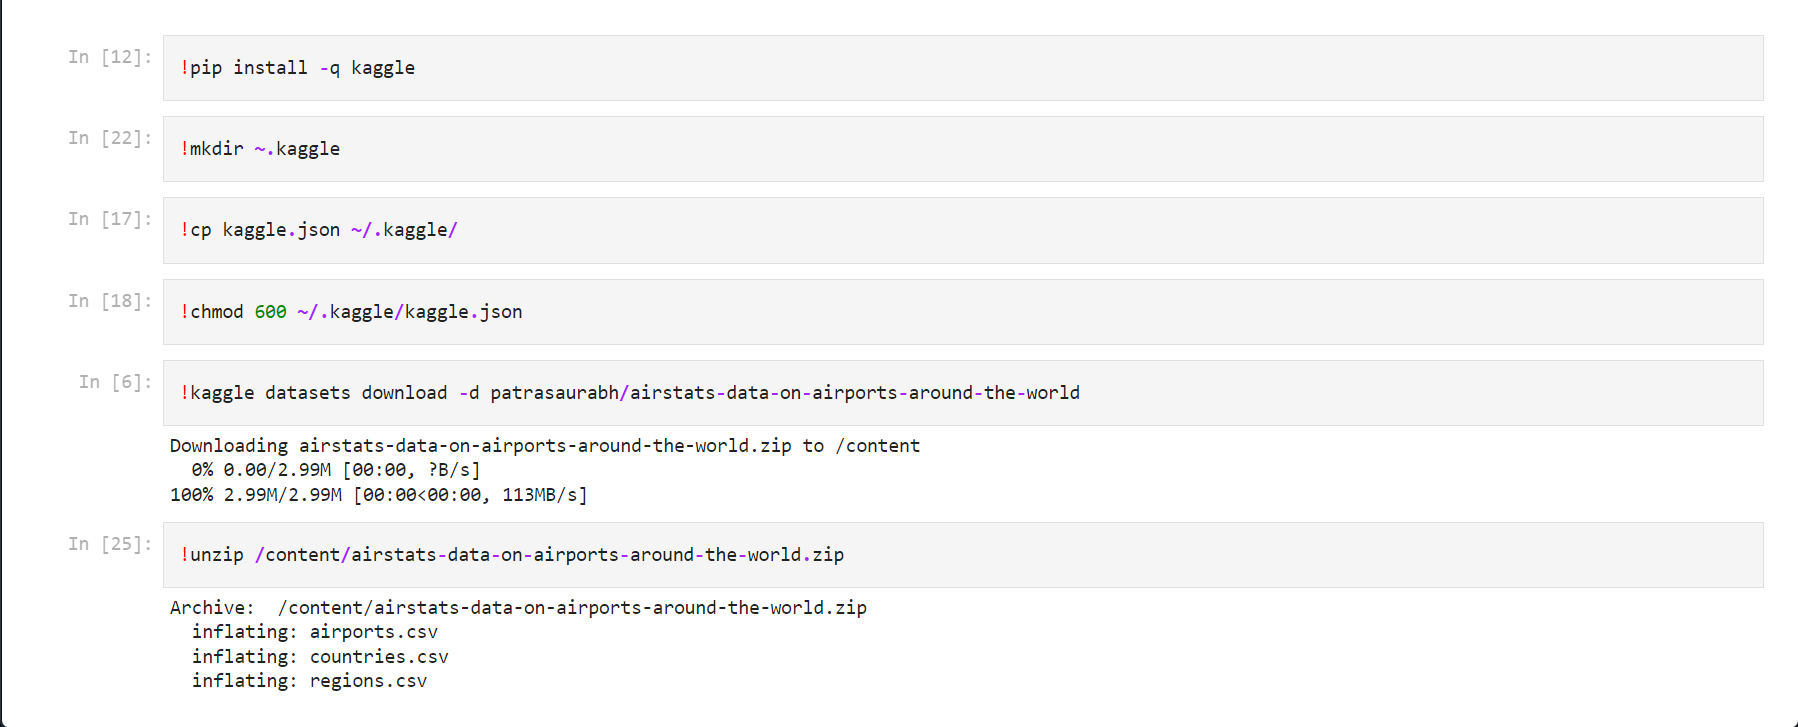 In [12]:
!pip install -q kaggle
In [22]:
!mkdir ~.kaggle
In [17]:
!cp kaggle.json ~/.kaggle/
In [18]:
!chmod 600 ~/.kaggle/kaggle.json
In [6]:
!kaggle datasets download -d patrasaurabh/airstats-data-on-airports-around-the-world
Downloading airstats-data-on-airports-around-the-world.zip to /content
  0% 0.00/2.99M [00:00, ?B/s]
100% 2.99M/2.99M [00:00<00:00, 113MB/s]
In [25]:
!unzip /content/airstats-data-on-airports-around-the-world.zip
Archive:  /content/airstats-data-on-airports-around-the-world.zip
  inflating: airports.csv
  inflating: countries.csv
  inflating: regions.csv